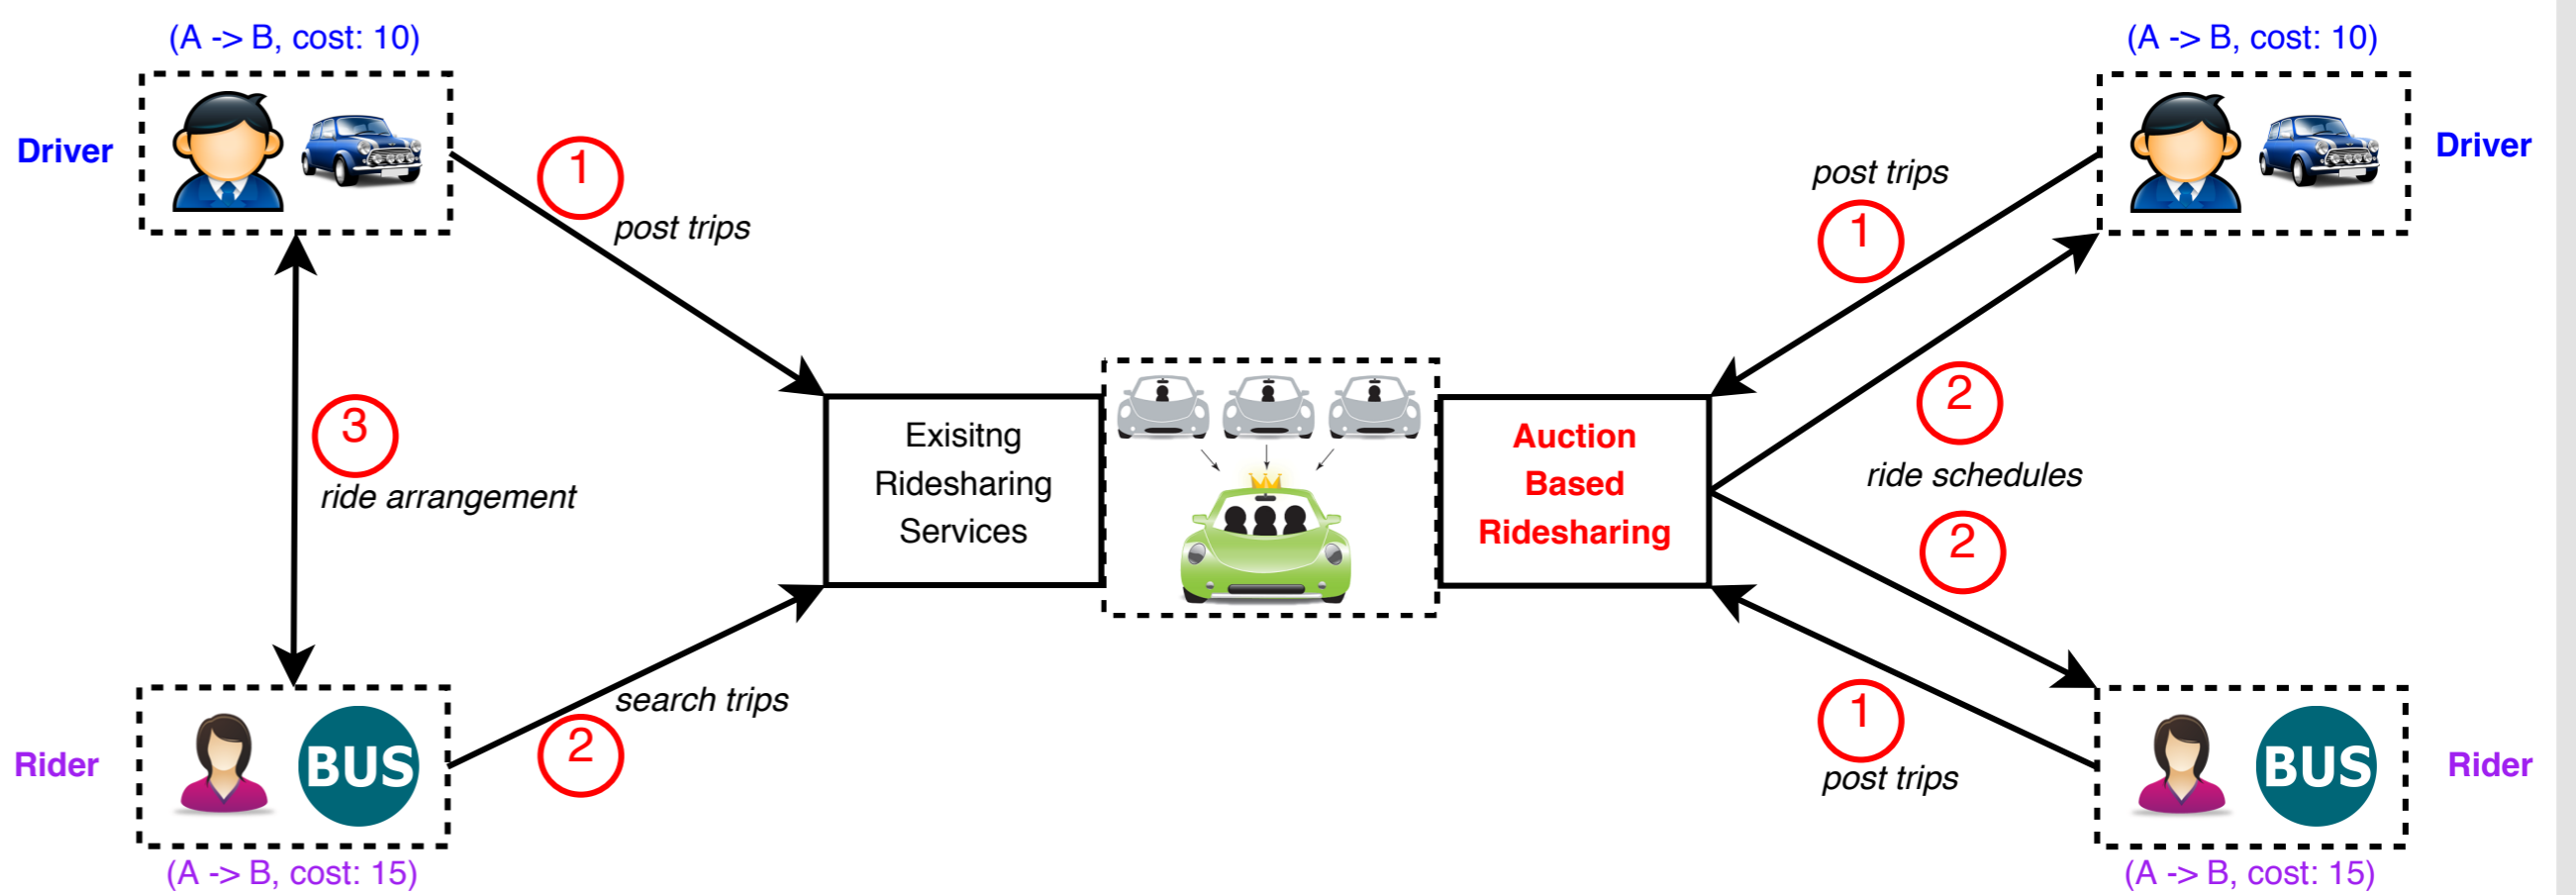 (A -> B, cost: 10)
Driver
1
post trips
3
ride arrangement
Exisitng
Ridesharing
Services
search trips
2
Rider
BUS
(A -> B, cost: 15)
(A -> B, cost: 10)
Driver
post trips
1
2
ride schedules
2
Auction
Based
Ridesharing
1
post trips
BUS
Rider
(A -> B, cost: 15)